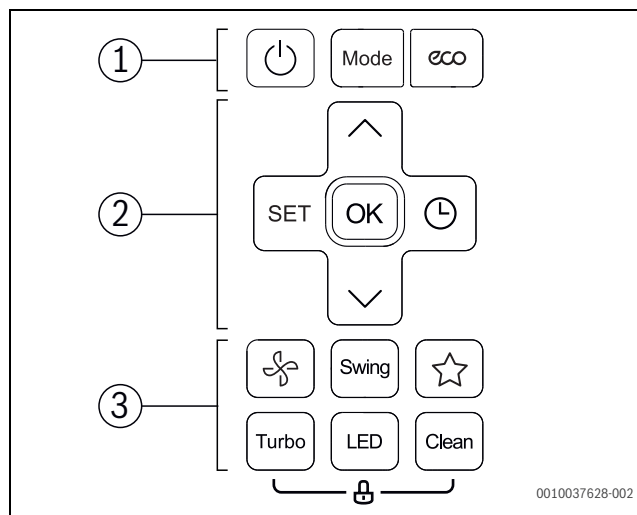 1
Mode eco
2
SET OK
Swing
3
Turbo LED Clean
0010037628-002